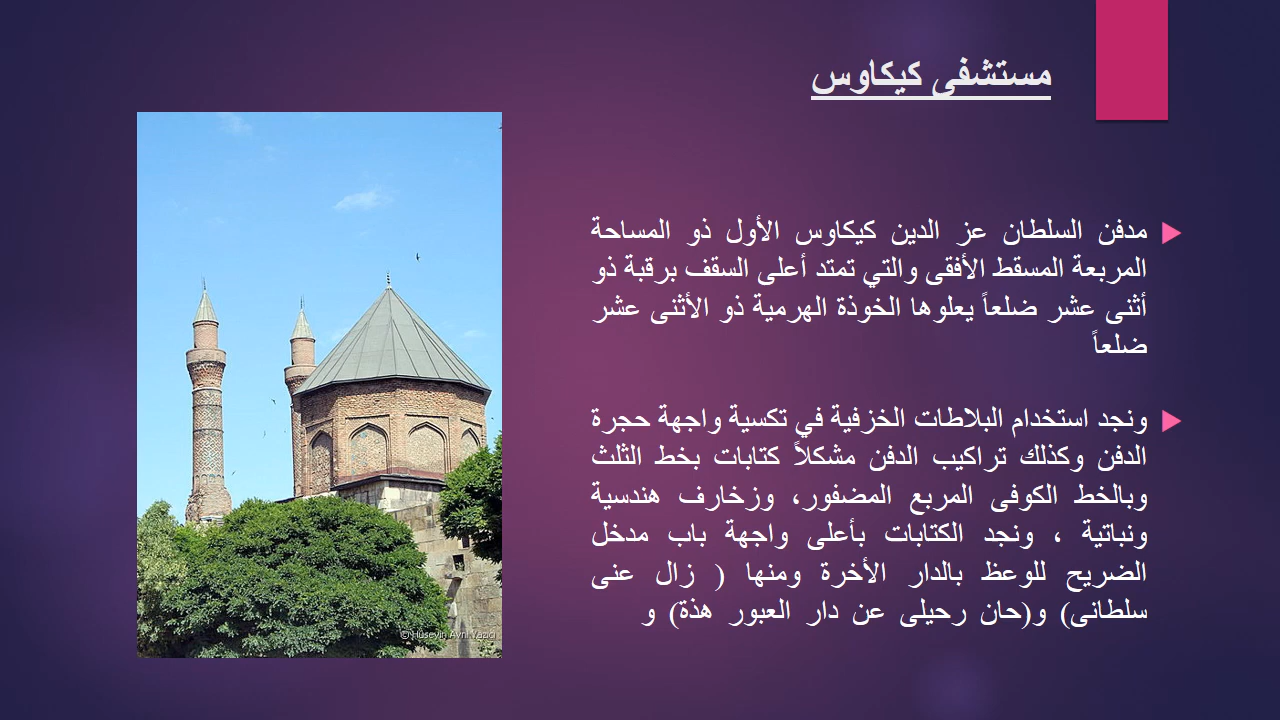 مستشفى كيكاوس
مدفن السلطان عز الدين كيكاوس الأول ذو المساحة
المربعة المسقط الأفقى والتي تمتد أعلى السقف برقبة ذو
أثنى عشر ضلعاً يعلوها الخوذة الهرمية ذو الأثنى عشر
ضلعاً
ونجد استخدام البلاطات الخزفية في تكسية واجهة حجرة
الدفن وكذلك تراكيب الدفن مشكلاً كتابات بخط الثلث
وبالخط الكوفى المربع المضفور، وزخارف هندسية
ونباتية ، ونجد الكتابات بأعلى واجهة باب مدخل
الضريح للوعظ بالدار الأخرة ومنها ( زال عنى
سلطانى) و(حان رحيلى عن دار العبور هذة) و
© Hüseyin Avni Yazıcı